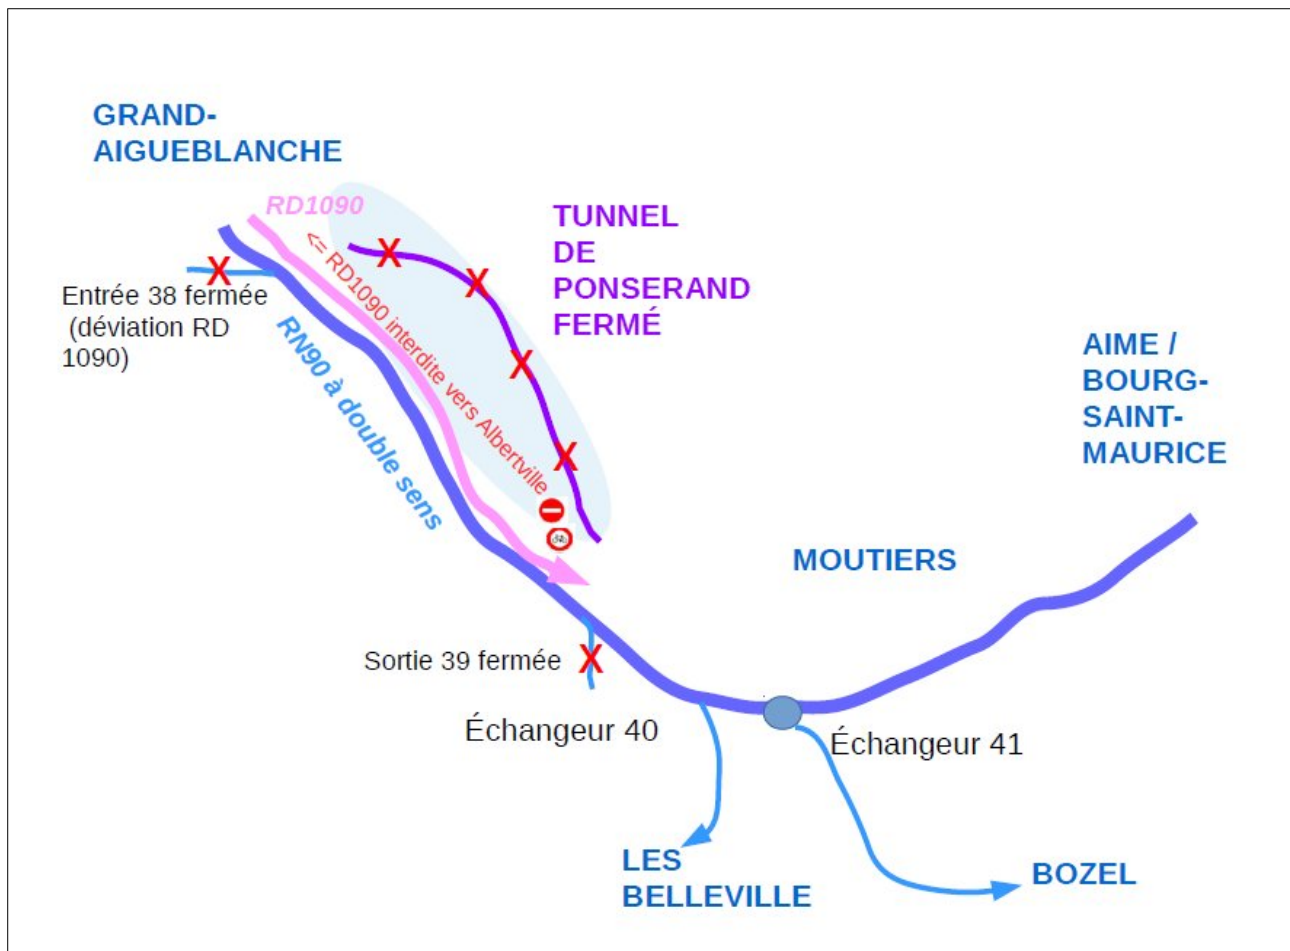 GRAND-
AIGUEBLANCHE
RD1090
TUNNEL
DE
PONSERAND
FERMÉ
<= RD1090 interdite vers Albertville
Entrée 38 fermée
(déviation RD
1090)
RN90 à double sens
AIME /
BOURG-
SAINT-
MAURICE
MOUTIERS
Sortie 39 fermée
Échangeur 40
Échangeur 41
LES
BELLEVILLE
BOZEL